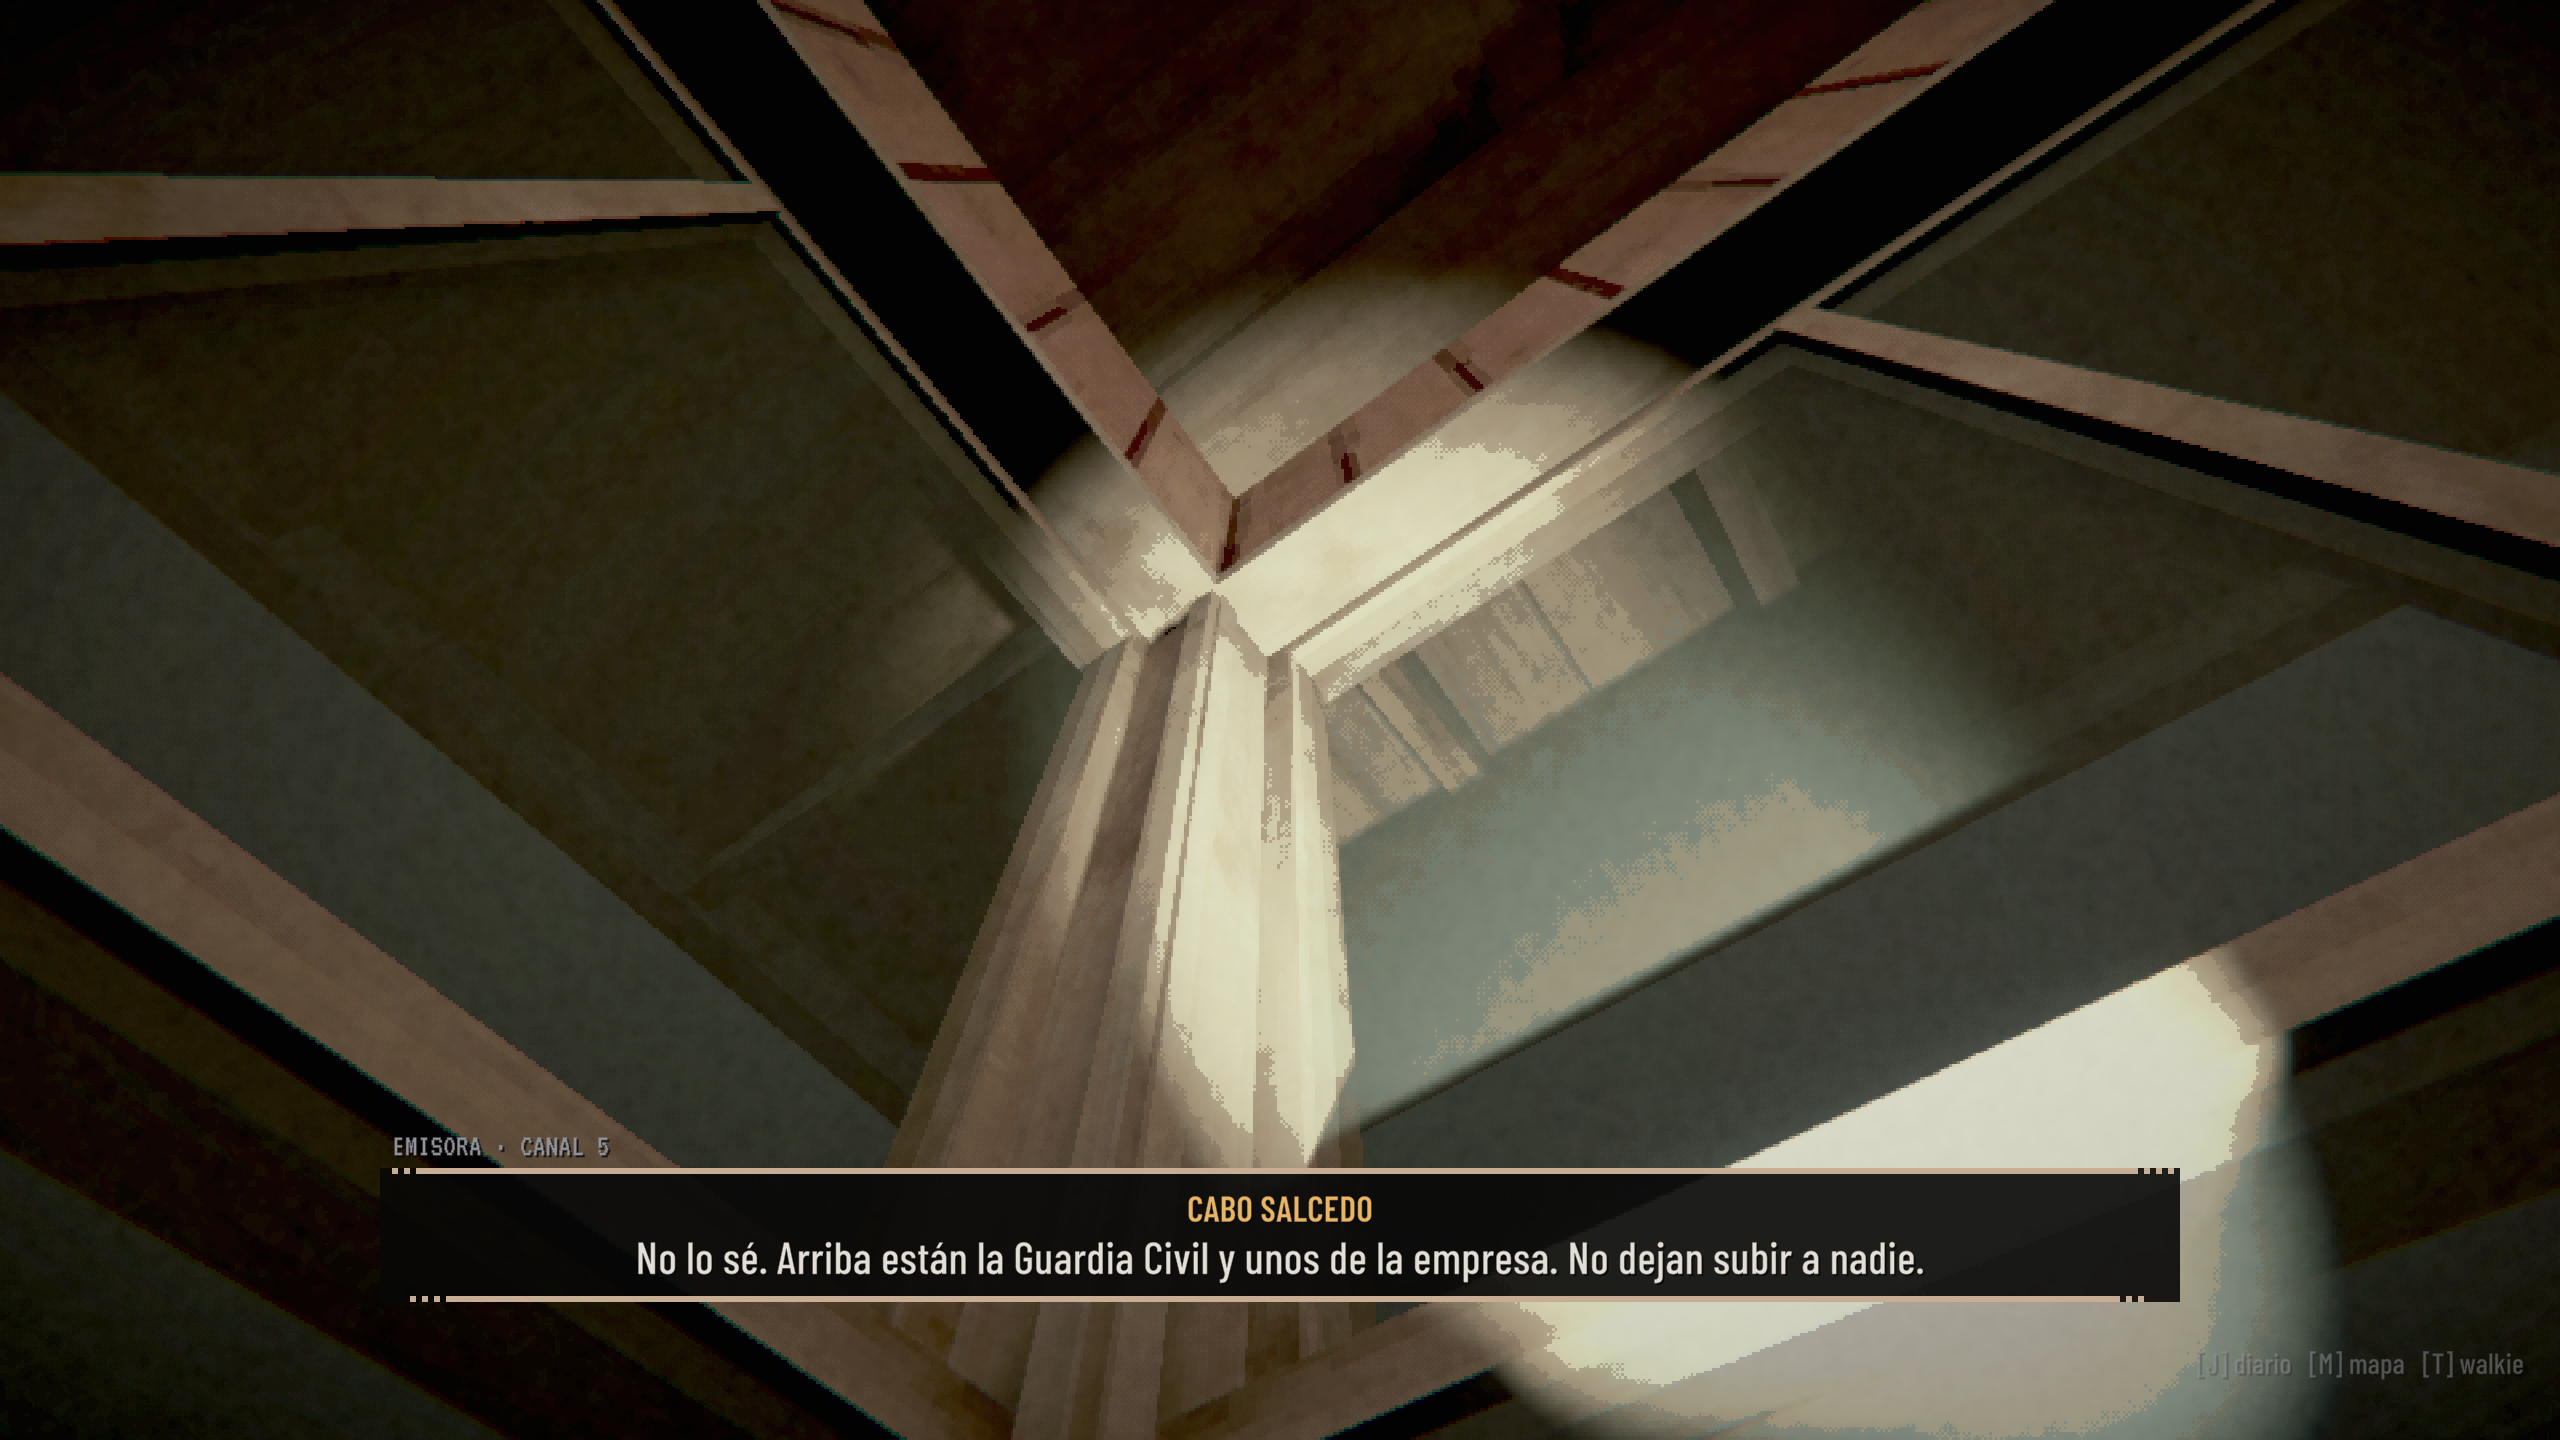 EMISORA · CANAL 5
CABO SALCEDO
No lo sé. Arriba están la Guardia Civil y unos de la empresa. No dejan subir a nadie.
[J] diario [M] mapa [T] walkie